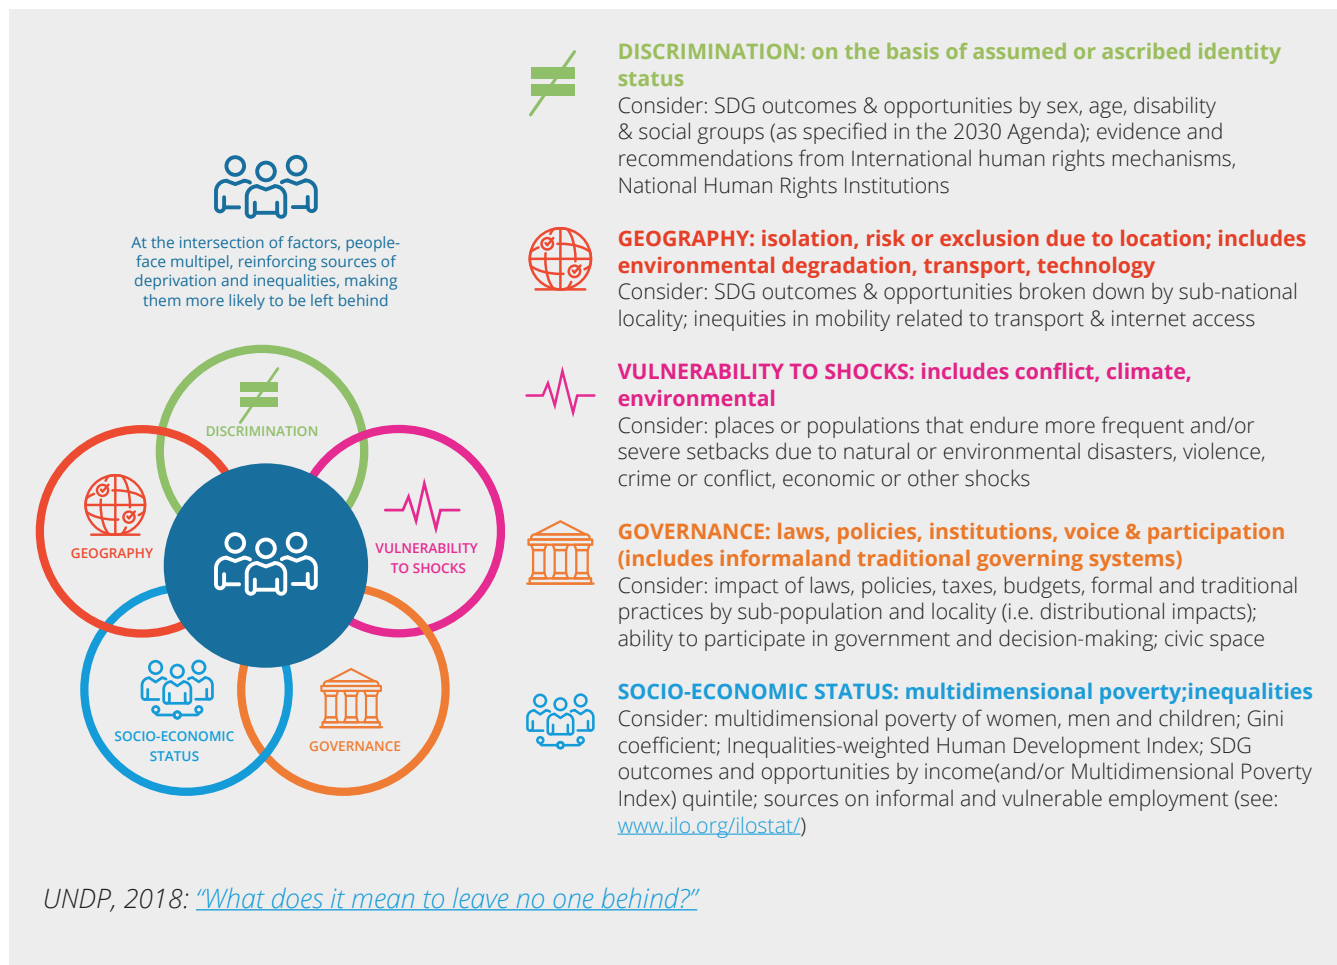 At the intersection of factors, people-
face multipel, reinforcing sources of
deprivation and inequalities, making
them more likely to be left behind
DISCRIMINATION
GEOGRAPHY
VULNERABILITY
TO SHOCKS
SOCIO-ECONOMIC
STATUS
GOVERNANCE
DISCRIMINATION: on the basis of assumed or ascribed identity
status
Consider: SDG outcomes & opportunities by sex, age, disability
& social groups (as specified in the 2030 Agenda); evidence and
recommendations from International human rights mechanisms,
National Human Rights Institutions
GEOGRAPHY: isolation, risk or exclusion due to location; includes
environmental degradation, transport, technology
Consider: SDG outcomes & opportunities broken down by sub-national
locality; inequities in mobility related to transport & internet access
VULNERABILITY TO SHOCKS: includes conflict, climate,
environmental
Consider: places or populations that endure more frequent and/or
severe setbacks due to natural or environmental disasters, violence,
crime or conflict, economic or other shocks
GOVERNANCE: laws, policies, institutions, voice & participation
(includes informaland traditional governing systems)
Consider: impact of laws, policies, taxes, budgets, formal and traditional
practices by sub-population and locality (i.e. distributional impacts);
ability to participate in government and decision-making; civic space
SOCIO-ECONOMIC STATUS: multidimensional poverty;inequalities
Consider: multidimensional poverty of women, men and children; Gini
coefficient; Inequalities-weighted Human Development Index; SDG
outcomes and opportunities by income(and/or Multidimensional Poverty
Index) quintile; sources on informal and vulnerable employment (see:
www.ilo.org/ilostat/)
UNDP, 2018: “What does it mean to leave no one behind?”